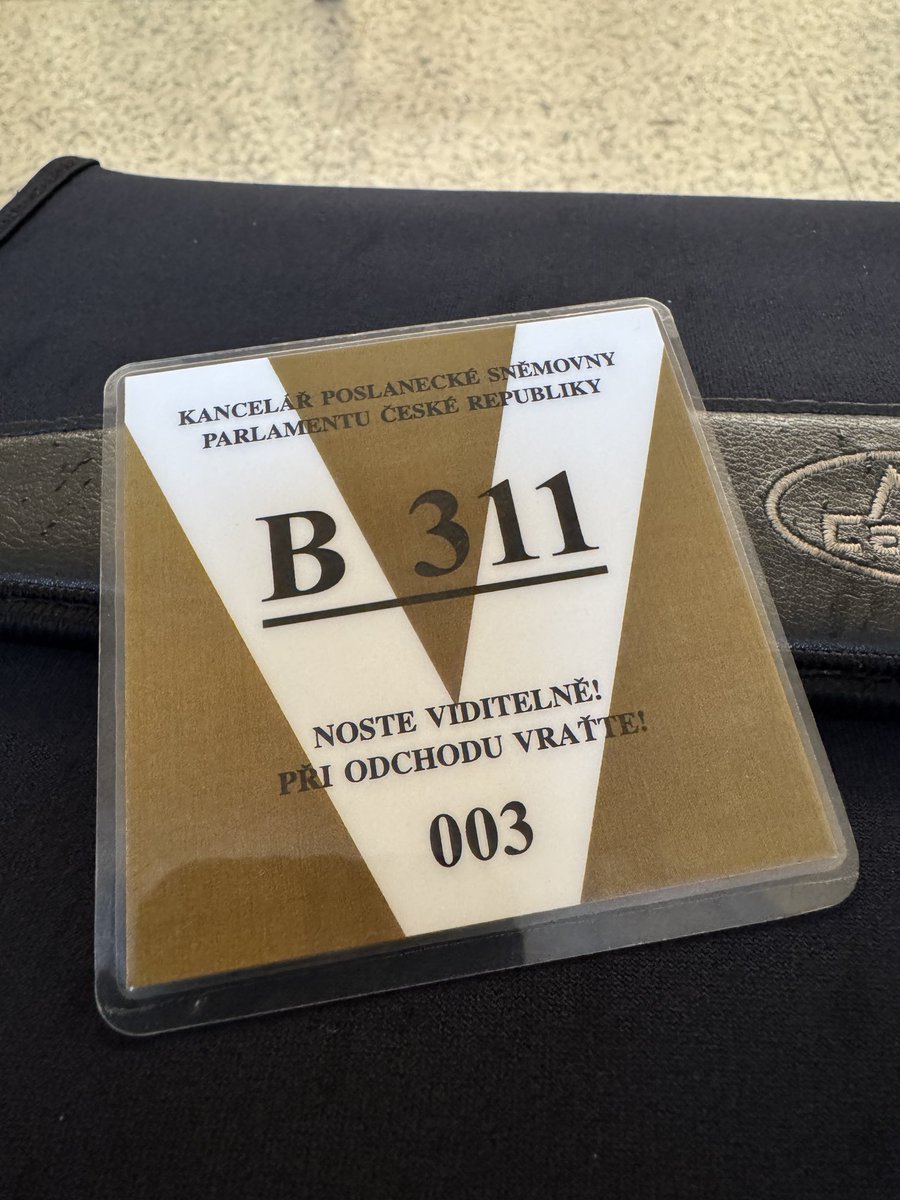 KANCELÁŘ POSLANECKÉ SNĚMOVNY
PARLAMENTU ČESKÉ REPUBLIKY
B 311
NOSTE VIDITELNĚ!
PŘI ODCHODU VRAŤTE!
003